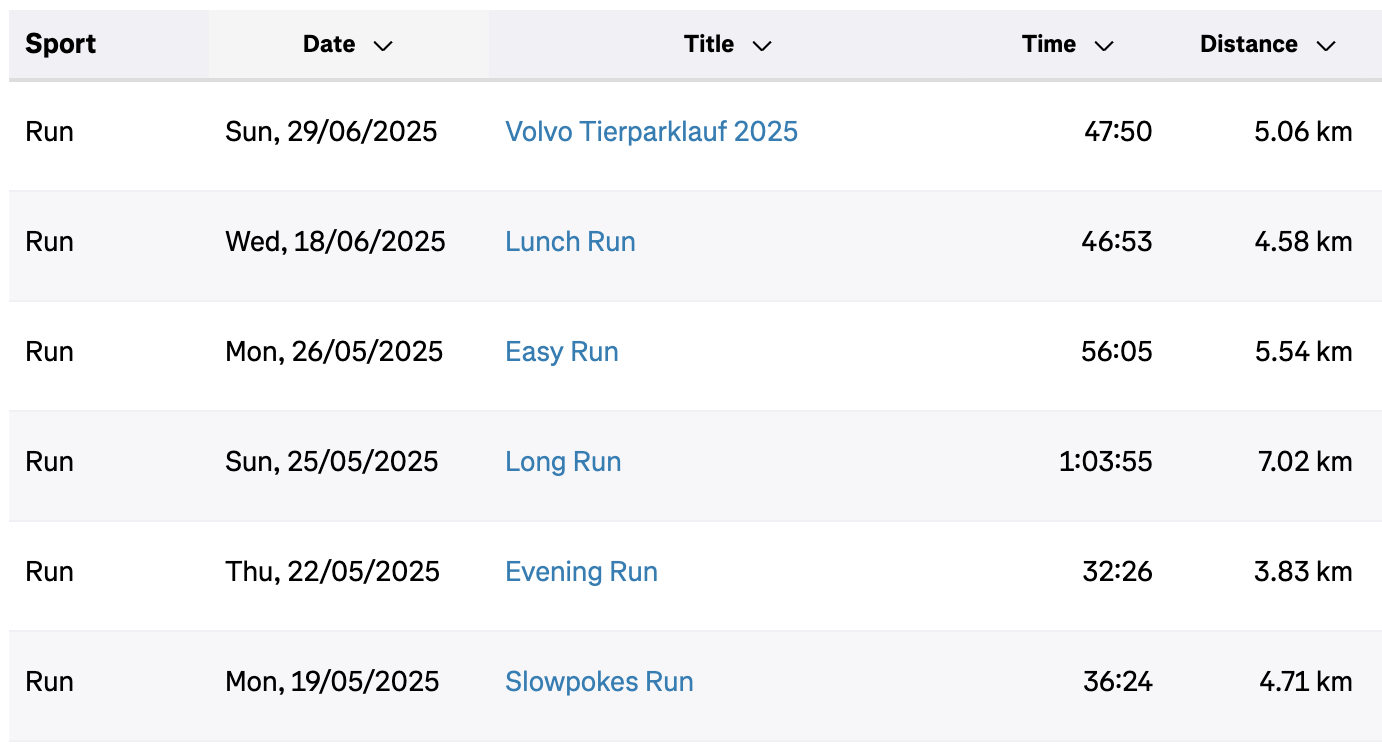 Sport Date Title Time Distance
Run Sun, 29/06/2025 Volvo Tierparklauf 2025 47:50 5.06 km
Run Wed, 18/06/2025 Lunch Run 46:53 4.58 km
Run Mon, 26/05/2025 Easy Run 56:05 5.54 km
Run Sun, 25/05/2025 Long Run 1:03:55 7.02 km
Run Thu, 22/05/2025 Evening Run 32:26 3.83 km
Run Mon, 19/05/2025 Slowpokes Run 36:24 4.71 km